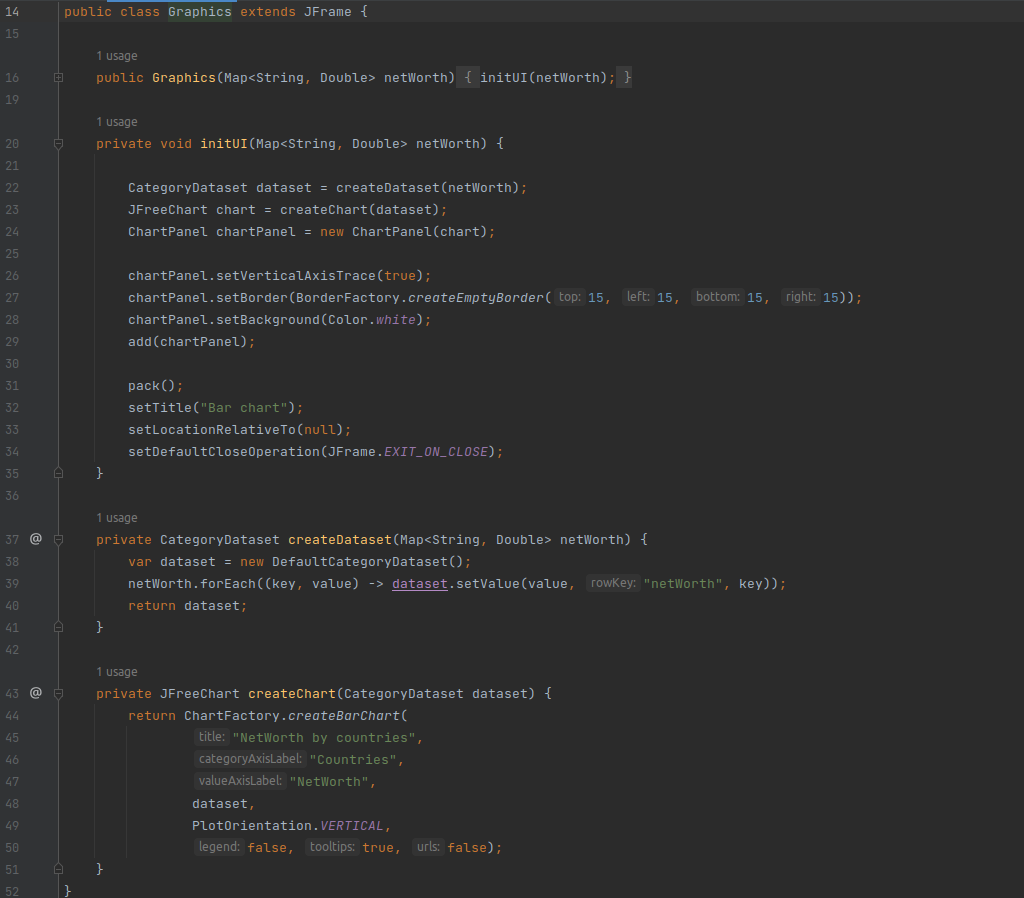 14 public class Graphics extends JFrame {
15
1 usage
16 public Graphics(Map<String, Double> netWorth) { initUI(netWorth); }
19
1 usage
20 private void initUI(Map<String, Double> netWorth) {
21
22 CategoryDataset dataset = createDataset(netWorth);
23 JFreeChart chart = createChart(dataset);
24 ChartPanel chartPanel = new ChartPanel(chart);
25
26 chartPanel.setVerticalAxisTrace(true);
27 chartPanel.setBorder(BorderFactory.createEmptyBorder( top: 15, left: 15, bottom: 15, right: 15));
28 chartPanel.setBackground(Color.white);
29 add(chartPanel);
30
31 pack();
32 setTitle("Bar chart");
33 setLocationRelativeTo(null);
34 setDefaultCloseOperation(JFrame.EXIT_ON_CLOSE);
35 }
36
1 usage
37 @ private CategoryDataset createDataset(Map<String, Double> netWorth) {
38 var dataset = new DefaultCategoryDataset();
39 netWorth.forEach((key, value) -> dataset.setValue(value, rowKey: "netWorth", key));
40 return dataset;
41 }
42
1 usage
43 @ private JFreeChart createChart(CategoryDataset dataset) {
44 return ChartFactory.createBarChart(
45 title: "NetWorth by countries",
46 categoryAxisLabel: "Countries",
47 valueAxisLabel: "NetWorth",
48 dataset,
49 PlotOrientation.VERTICAL,
50 legend: false, tooltips: true, urls: false);
51 }
52 }